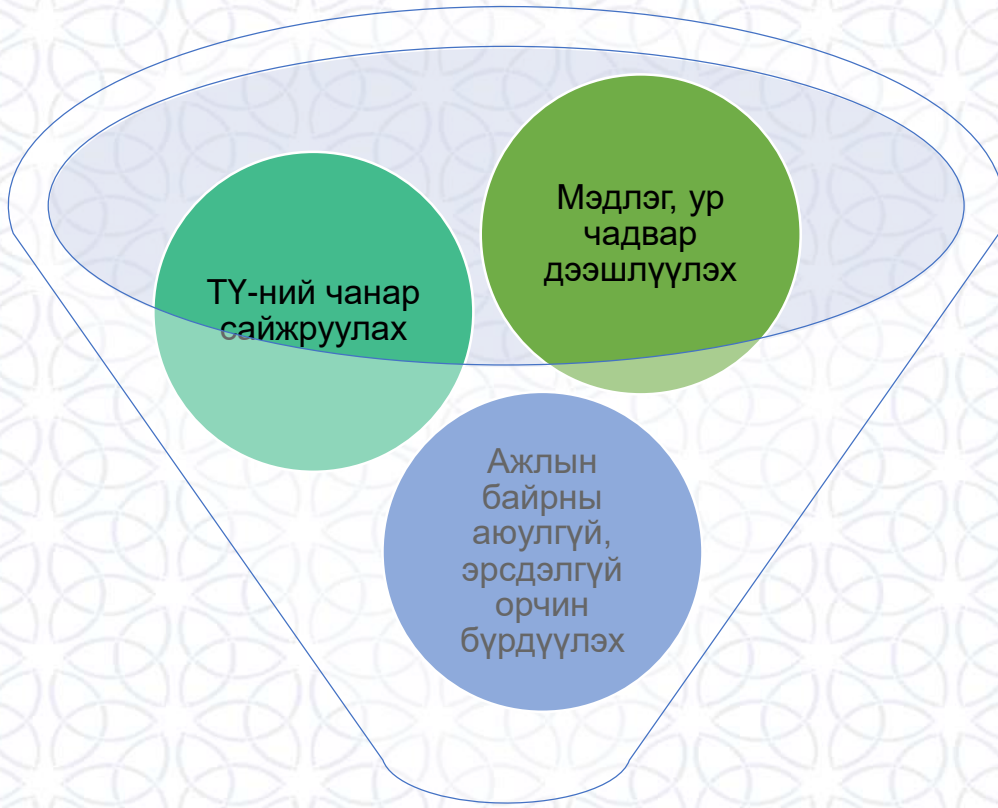 ТҮ-ний чанар
сайжруулах
Мэдлэг, ур
чадвар
дээшлүүлэх
Ажлын
байрны
аюулгүй,
эрсдэлгүй
орчин
бүрдүүлэх